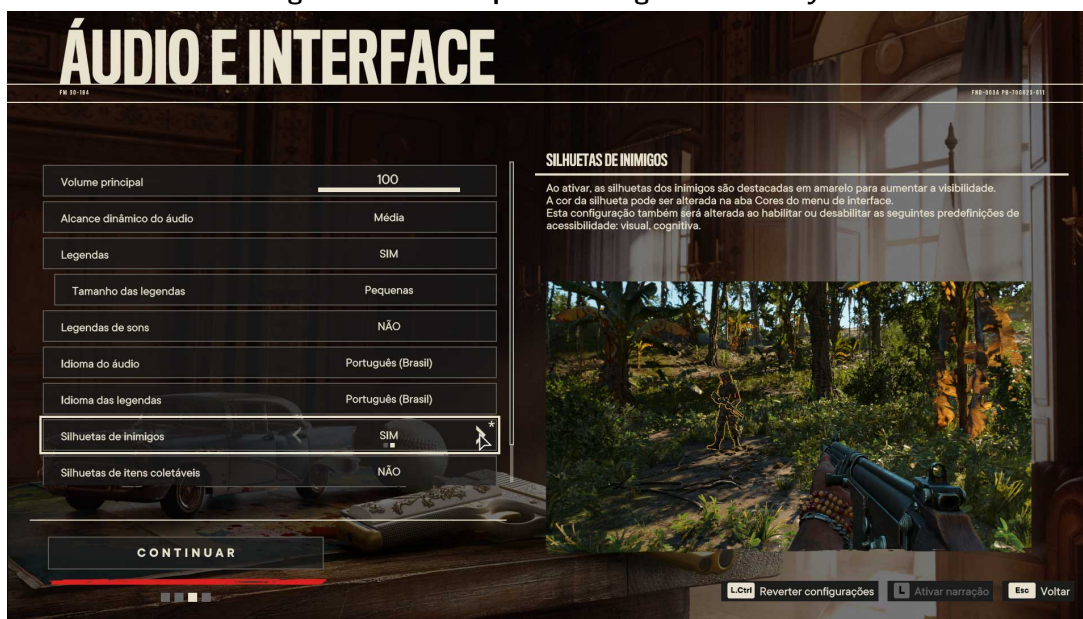 ÁUDIO E INTERFACE
FM 30-104
Volume principal 100
Alcance dinâmico do áudio Média
Legendas SIM
Tamanho das legendas Pequenas
Legendas de sons NÃO
Idioma do áudio Português (Brasil)
Idioma das legendas Português (Brasil)
Silhuetas de inimigos SIM *
Silhuetas de itens coletáveis NÃO
CONTINUAR
SILHUETAS DE INIMIGOS
Ao ativar, as silhuetas dos inimigos são destacadas em amarelo para aumentar a visibilidade.
A cor da silhueta pode ser alterada na aba Cores do menu de interface.
Esta configuração também será alterada ao habilitar ou desabilitar as seguintes predefinições de
acessibilidade: visual, cognitiva.
L.Ctrl Reverter configurações L Ativar narração Esc Voltar